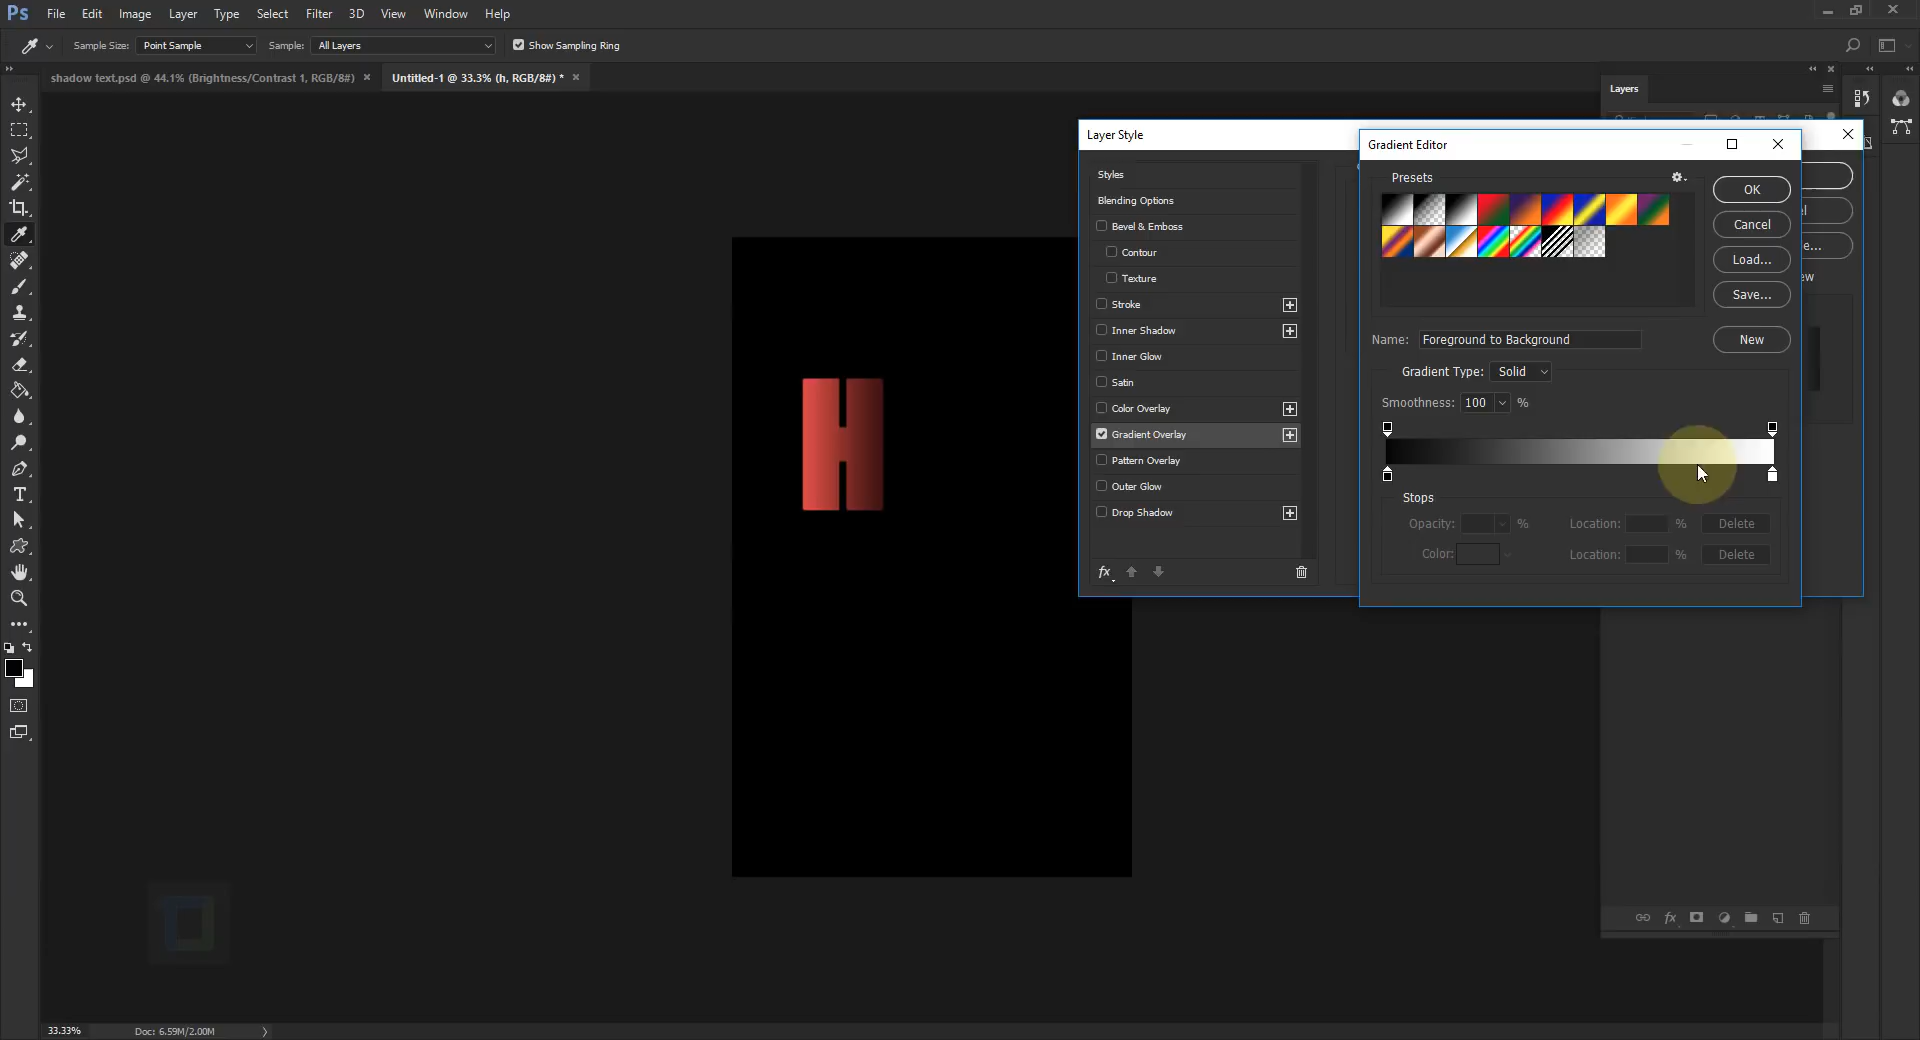 Ps File Edit Image Layer Type Select Filter 3D View Window Help
Sample Size: Point Sample Sample: All Layers Show Sampling Ring
shadow text.psd @ 44.1% (Brightness/Contrast 1, RGB/8#) × Untitled-1 @ 33.3% (h, RGB/8#) * ×
Layers
Layer Style
Styles
Blending Options
Bevel & Emboss
Contour
Texture
Stroke
Inner Shadow
Inner Glow
Satin
Color Overlay
Gradient Overlay
Pattern Overlay
Outer Glow
Drop Shadow
fx
Gradient Editor
Presets
OK
Cancel
Load...
Save...
Name: Foreground to Background New
Gradient Type: Solid
Smoothness: 100 %
Stops
Opacity: % Location: % Delete
Color: Location: % Delete
H
fx
33.33% Doc: 6.59M/2.00M